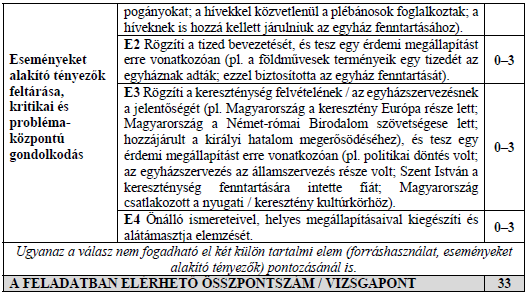 pogányokat; a hívekkel közvetlenül a plébánosok foglalkoztak; a
híveknek is hozzá kellett járulniuk az egyház fenntartásához).
Eseményeket
alakító tényezők
feltárása,
kritikai és
probléma-
központú
gondolkodás
E2 Rögzíti a tized bevezetését, és tesz egy érdemi megállapítást
erre vonatkozóan (pl. a földművesek terményeik egy tizedét az
egyháznak adták; ezzel biztosította az egyház fenntartását).
0–3
E3 Rögzíti a kereszténység felvételének / az egyházszervezésnek
a jelentőségét (pl. Magyarország a keresztény Európa része lett;
Magyarország a Német-római Birodalom szövetségese lett;
hozzájárult a királyi hatalom megerősödéséhez), és tesz egy
érdemi megállapítást erre vonatkozóan (pl. politikai döntés volt;
az egyházszervezés az államszervezés része volt; Szent István a
kereszténység fenntartására intette fiát; Magyarország
csatlakozott a nyugati / keresztény kultúrkörhöz).
0–3
E4 Önálló ismereteivel, helyes megállapításaival kiegészíti és
alátámasztja elemzését.
0–3
Ugyanaz a válasz nem fogadható el két külön tartalmi elem (forráshasználat, eseményeket
alakító tényezők) pontozásánál is.
A FELADATBAN ELÉRHETŐ ÖSSZPONTSZÁM / VIZSGAPONT 33